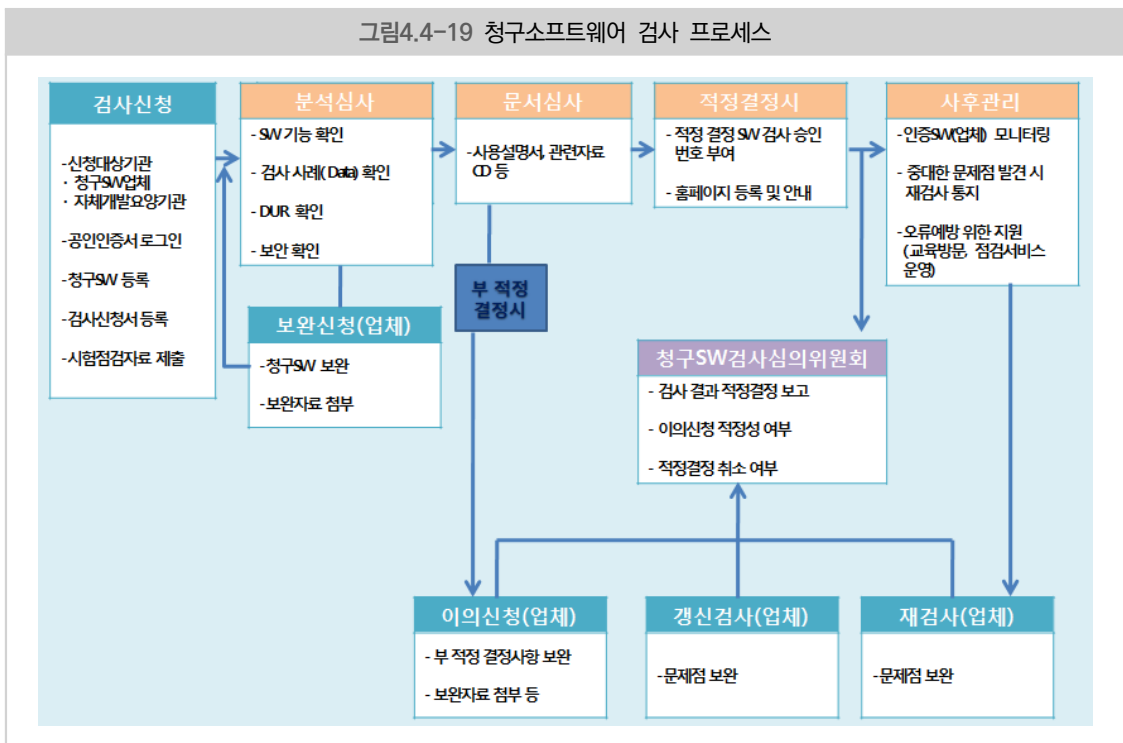 그림4.4-19 청구소프트웨어 검사 프로세스
검사신청
-신청대상기관
· 청구SW업체
· 자체개발요양기관
-공인인증서 로그인
-청구SW 등록
-검사신청서 등록
-시험점검자료 제출
분석심사
- SW 기능 확인
- 검사 사례( Data) 확인
- DUR 확인
- 보안 확인
문서심사
-사용설명서, 관련자료
CD 등
적정결정시
- 적정 결정 SW 검사 승인
번호 부여
- 홈페이지 등록 및 안내
사후관리
-인증SW(업체) 모니터링
- 중대한 문제점 발견 시
재검사 통지
-오류예방 위한 지원
(교육방문, 점검서비스
운영)
부 적정
결정시
보완신청(업체)
-청구SW 보완
-보완자료 첨부
청구SW검사심의위원회
- 검사 결과 적정결정 보고
- 이의신청 적정성 여부
- 적정결정 취소 여부
이의신청(업체)
- 부 적정 결정사항 보완
- 보완자료 첨부 등
갱신검사(업체)
-문제점 보완
재검사(업체)
-문제점 보완